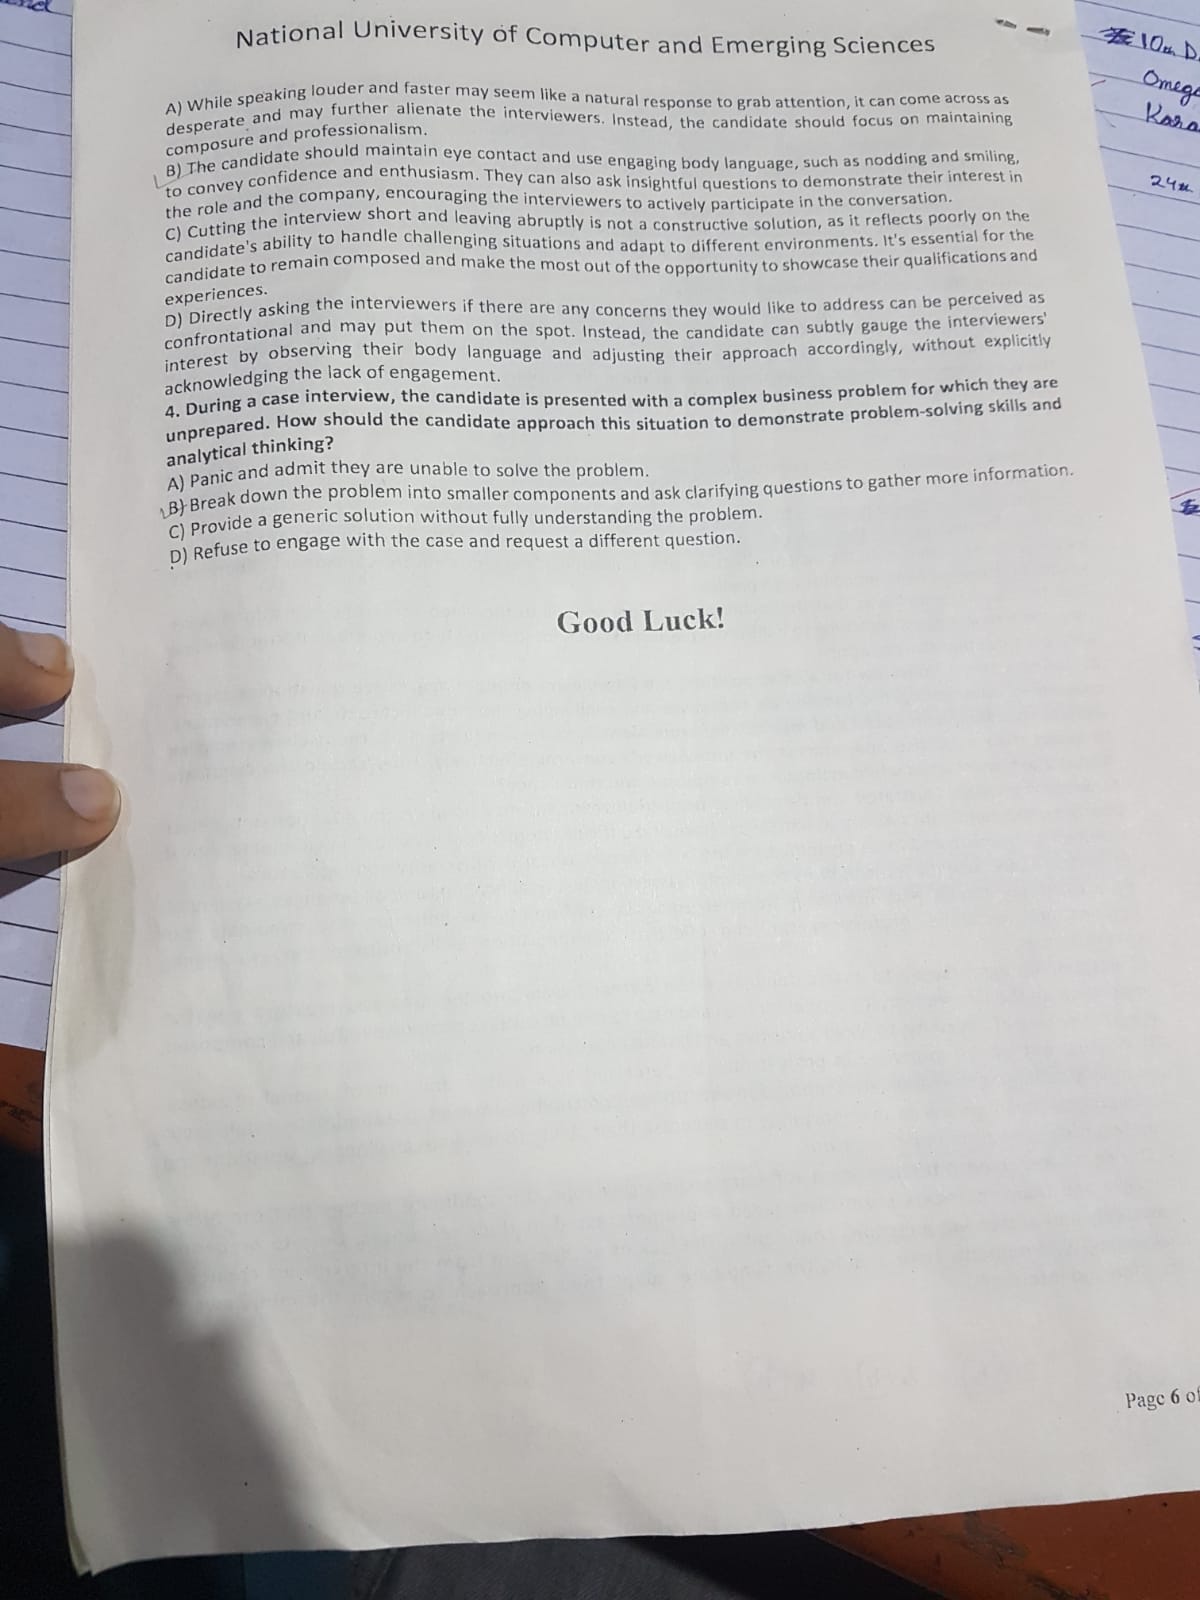 National University of Computer and Emerging Sciences
A) While speaking louder and faster may seem like a natural response to grab attention, it can come across as
desperate and may further alienate the interviewers. Instead, the candidate should focus on maintaining
composure and professionalism.
B) The candidate should maintain eye contact and use engaging body language, such as nodding and smiling,
to convey confidence and enthusiasm. They can also ask insightful questions to demonstrate their interest in
the role and the company, encouraging the interviewers to actively participate in the conversation.
C) Cutting the interview short and leaving abruptly is not a constructive solution, as it reflects poorly on the
candidate's ability to handle challenging situations and adapt to different environments. It's essential for the
candidate to remain composed and make the most out of the opportunity to showcase their qualifications and
experiences.
D) Directly asking the interviewers if there are any concerns they would like to address can be perceived as
confrontational and may put them on the spot. Instead, the candidate can subtly gauge the interviewers'
interest by observing their body language and adjusting their approach accordingly, without explicitly
acknowledging the lack of engagement.
4. During a case interview, the candidate is presented with a complex business problem for which they are
unprepared. How should the candidate approach this situation to demonstrate problem-solving skills and
analytical thinking?
A) Panic and admit they are unable to solve the problem.
B) Break down the problem into smaller components and ask clarifying questions to gather more information.
C) Provide a generic solution without fully understanding the problem.
D) Refuse to engage with the case and request a different question.
Good Luck!
Page 6 of
10th D
Omega
Kara